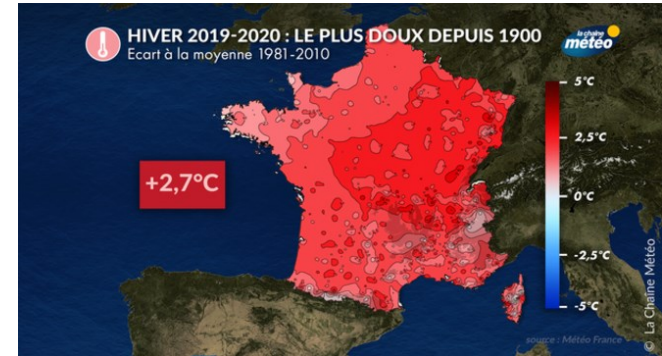 HIVER 2019-2020 : LE PLUS DOUX DEPUIS 1900
Ecart à la moyenne 1981-2010
la chaîne
météo
+2,7°C
5°C
2,5°C
0°C
-2,5°C
-5°C
source : Météo France
© La Chaîne Météo